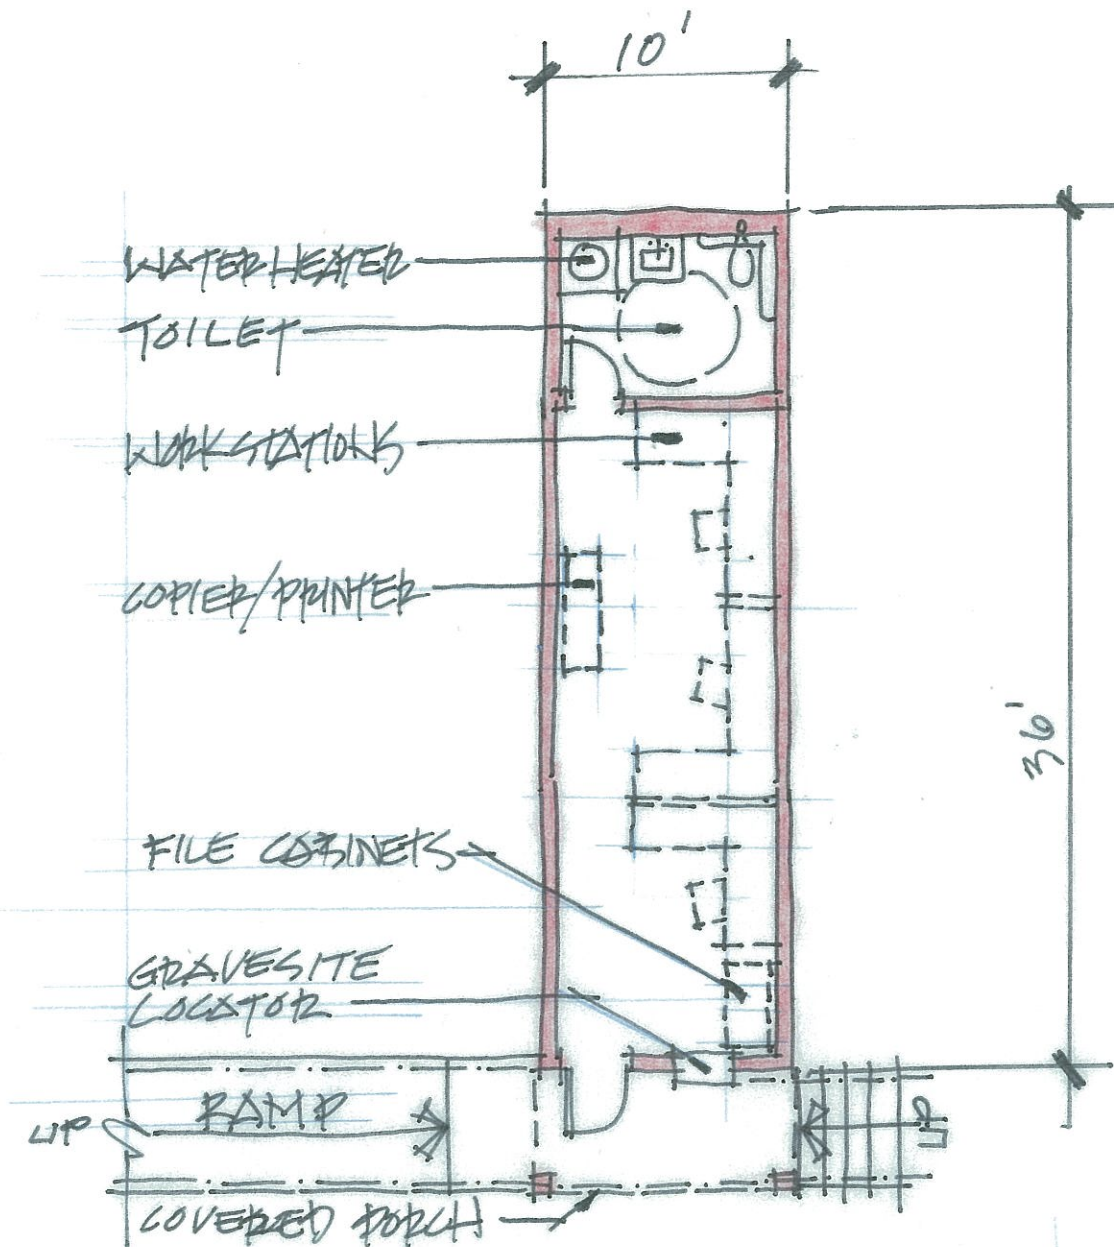 10'
WATER HEATER
TOILET
WORKSTATIONS
COPIER/PRINTER
36'
FILE CABINETS
GRAVESITE
LOCATOR
RAMP
UP
UP
COVERED PORCH